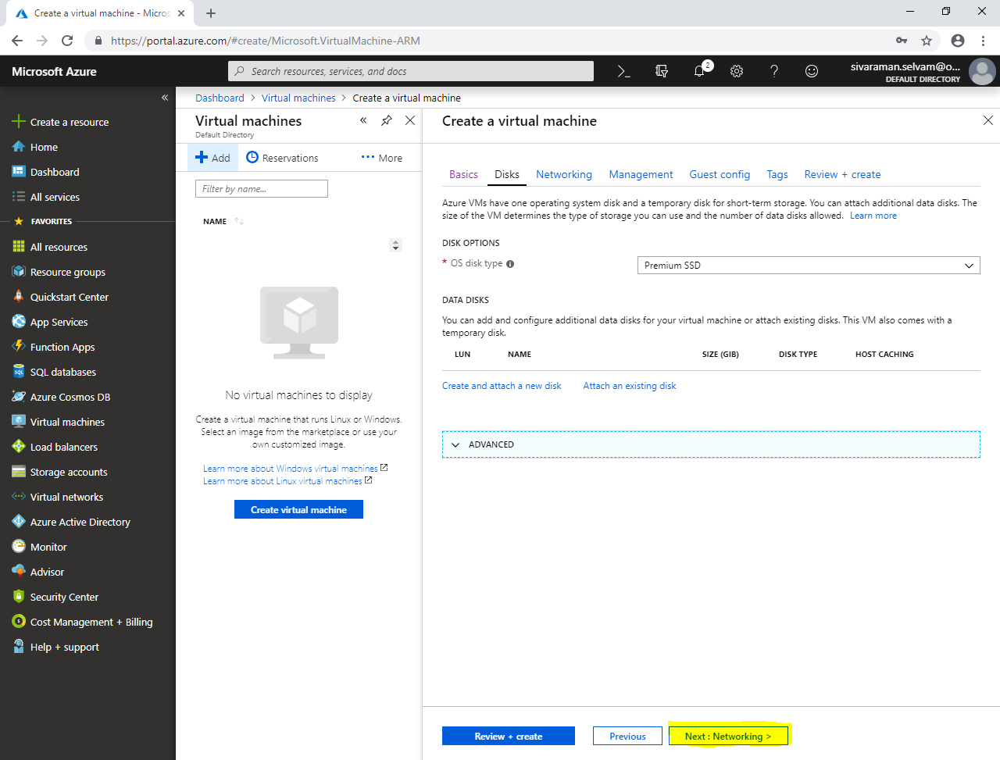 Create a virtual machine - Micros
https://portal.azure.com/#create/Microsoft.VirtualMachine-ARM
Microsoft Azure
Search resources, services, and docs
2
sivaraman.selvam@o...
DEFAULT DIRECTORY
Create a resource
Home
Dashboard
All services
FAVORITES
All resources
Resource groups
Quickstart Center
App Services
Function Apps
SQL databases
Azure Cosmos DB
Virtual machines
Load balancers
Storage accounts
Virtual networks
Azure Active Directory
Monitor
Advisor
Security Center
Cost Management + Billing
Help + support
Dashboard > Virtual machines > Create a virtual machine
Virtual machines
Default Directory
Add
Reservations
More
Filter by name...
NAME
No virtual machines to display
Create a virtual machine that runs Linux or Windows.
Select an image from the marketplace or use your
own customized image.
Learn more about Windows virtual machines
Learn more about Linux virtual machines
Create virtual machine
Create a virtual machine
Basics Disks Networking Management Guest config Tags Review + create
Azure VMs have one operating system disk and a temporary disk for short-term storage. You can attach additional data disks. The
size of the VM determines the type of storage you can use and the number of data disks allowed. Learn more
DISK OPTIONS
* OS disk type
Premium SSD
DATA DISKS
You can add and configure additional data disks for your virtual machine or attach existing disks. This VM also comes with a
temporary disk.
LUN NAME SIZE (GIB) DISK TYPE HOST CACHING
Create and attach a new disk Attach an existing disk
ADVANCED
Review + create
Previous
Next : Networking >